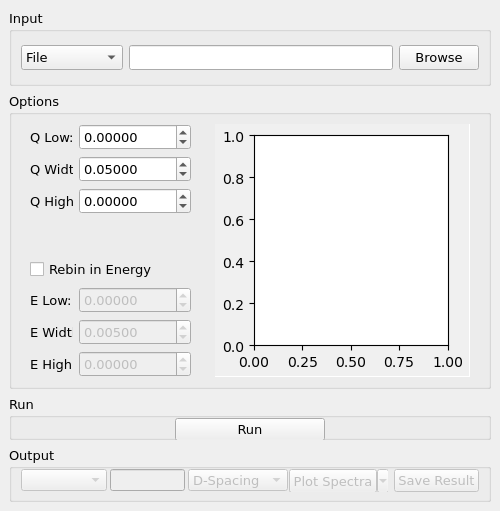 Input
File
Browse
Options
Q Low: 0.00000
Q Widt 0.05000
Q High 0.00000
Rebin in Energy
E Low: 0.00000
E Widt 0.00500
E High 0.00000
1.0
0.8
0.6
0.4
0.2
0.0
0.00 0.25 0.50 0.75 1.00
Run
Run
Output
D-Spacing Plot Spectra Save Result